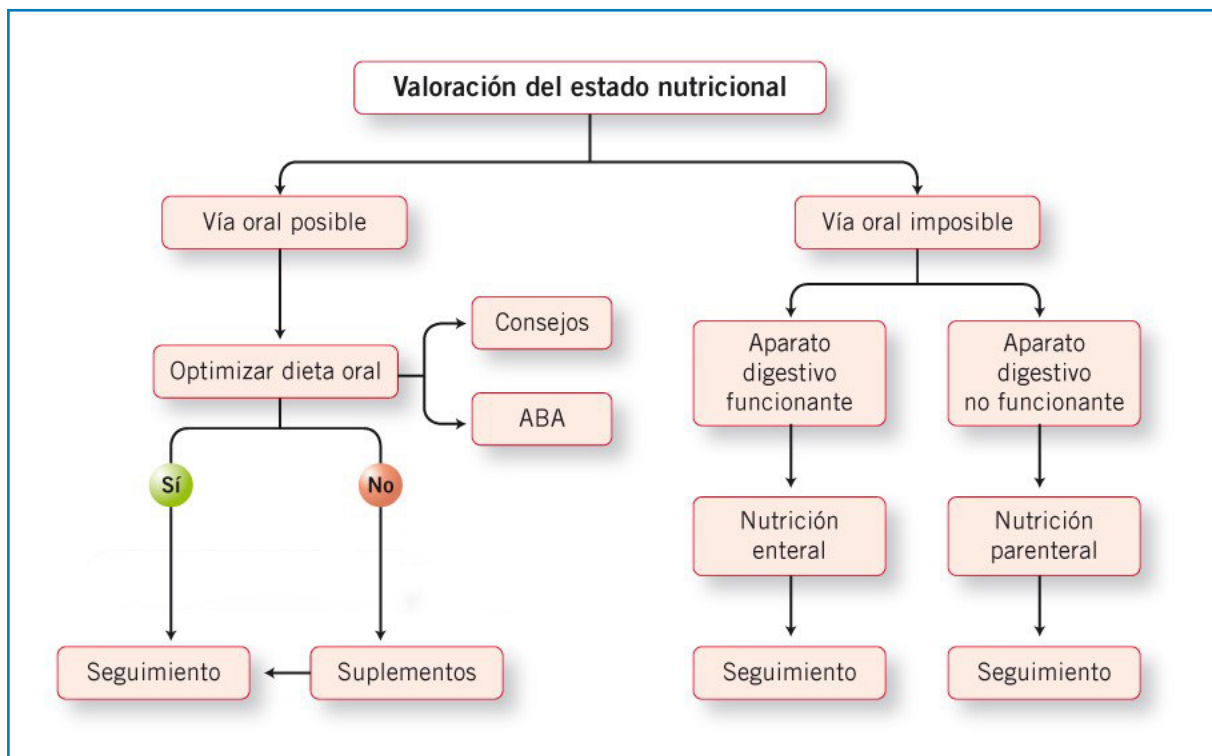 Valoración del estado nutricional
Vía oral posible
Vía oral imposible
Optimizar dieta oral
Consejos
ABA
Sí
No
Seguimiento
Suplementos
Aparato
digestivo
funcionante
Aparato
digestivo
no funcionante
Nutrición
enteral
Nutrición
parenteral
Seguimiento
Seguimiento